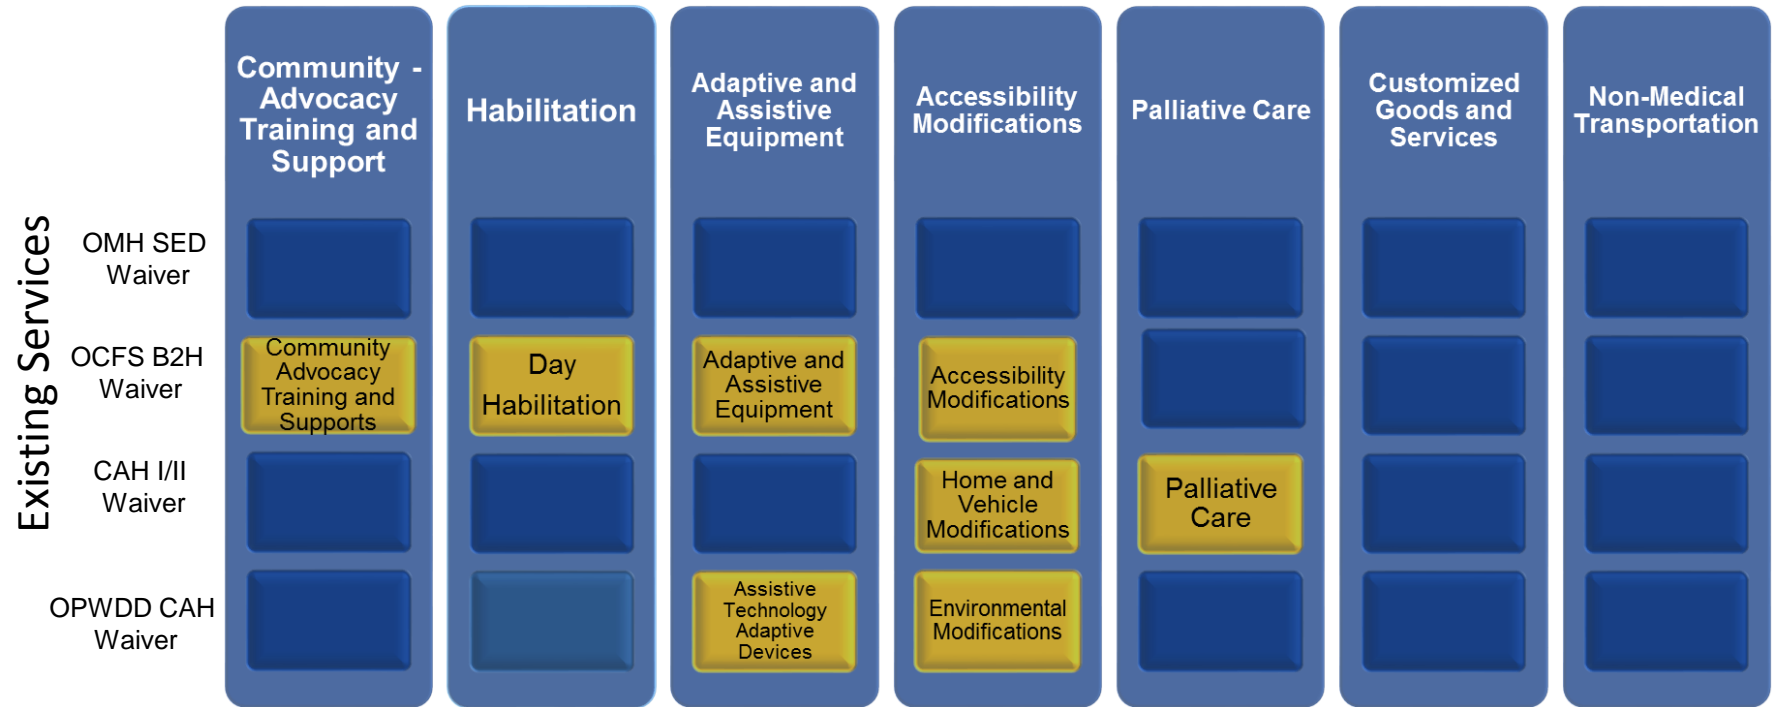 Community -
Advocacy
Training and
Support
Habilitation
Adaptive and
Assistive
Equipment
Accessibility
Modifications
Palliative Care
Customized
Goods and
Services
Non-Medical
Transportation
Existing Services
OMH SED
Waiver
OCFS B2H
Waiver
Community
Advocacy
Training and
Supports
Day
Habilitation
Adaptive and
Assistive
Equipment
Accessibility
Modifications
CAH I/II
Waiver
Home and
Vehicle
Modifications
Palliative
Care
OPWDD CAH
Waiver
Assistive
Technology
Adaptive
Devices
Environmental
Modifications